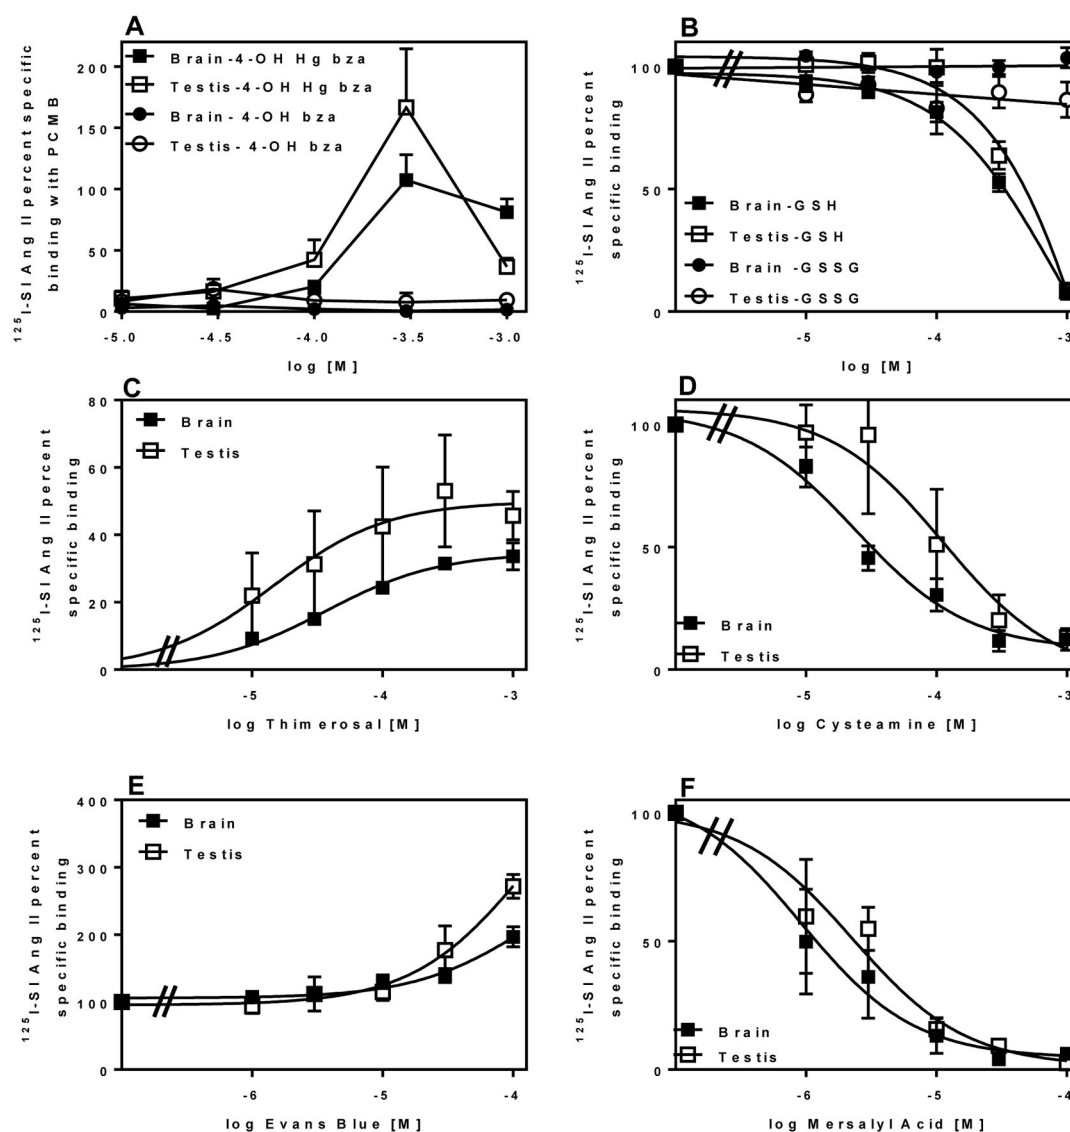 A
¹²⁵I-SI Ang II percent specific
binding with PCMB
Brain-4-OH Hg bza
Testis-4-OH Hg bza
Brain- 4-OH bza
Testis- 4-OH bza
200
150
100
50
0
-5.0 -4.5 -4.0 -3.5 -3.0
log [M]
B
¹²⁵I-SI Ang II percent
specific binding
100
50
0
Brain-GSH
Testis-GSH
Brain -GSSG
Testis-GSSG
-5 -4 -3
log [M]
C
¹²⁵I-SI Ang II percent
specific binding
80
60
40
20
0
Brain
Testis
-5 -4 -3
log Thimerosal [M]
D
¹²⁵I-SI Ang II percent
specific binding
100
50
0
Brain
Testis
-5 -4 -3
log Cysteamine [M]
E
¹²⁵I-SI Ang II percent
specific binding
400
300
200
100
0
Brain
Testis
-6 -5 -4
log Evans Blue [M]
F
¹²⁵I-SI Ang II percent
specific binding
100
50
0
Brain
Testis
-6 -5 -4
log Mersalyl Acid [M]